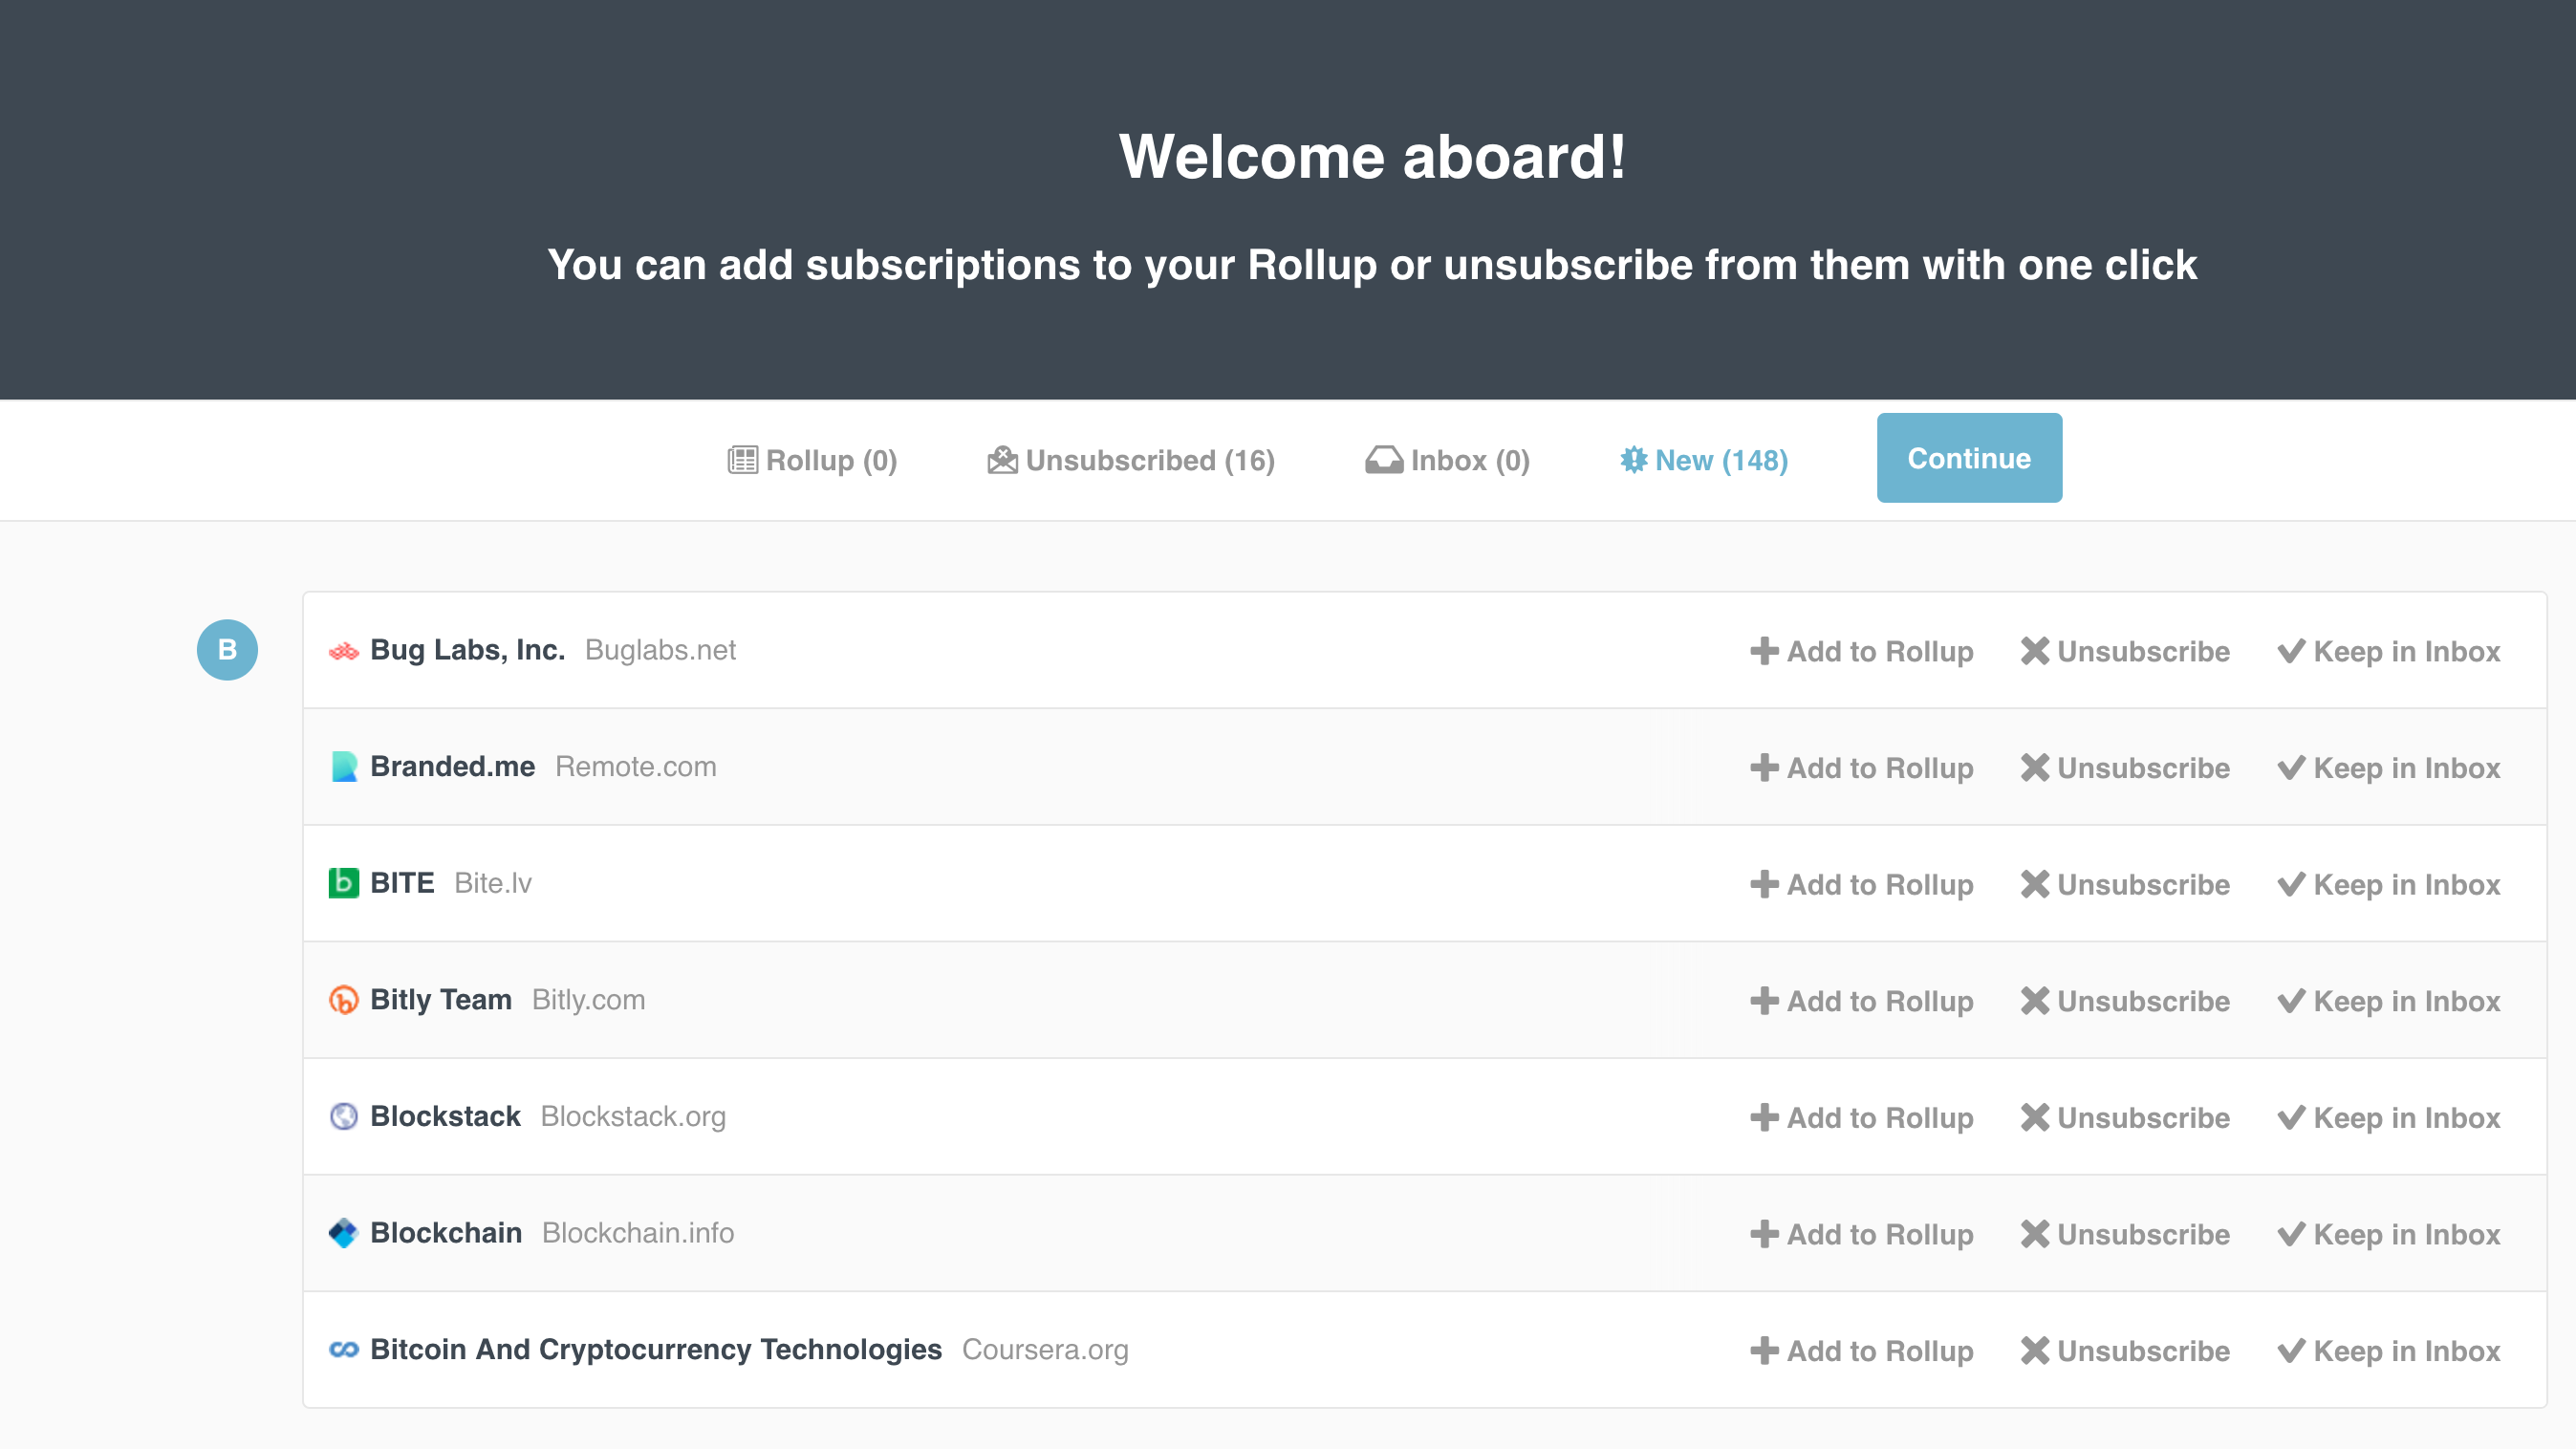 Welcome aboard!
You can add subscriptions to your Rollup or unsubscribe from them with one click
Rollup (0) Unsubscribed (16) Inbox (0) New (148) Continue
B
Bug Labs, Inc. Buglabs.net Add to Rollup Unsubscribe Keep in Inbox
Branded.me Remote.com Add to Rollup Unsubscribe Keep in Inbox
BITE Bite.lv Add to Rollup Unsubscribe Keep in Inbox
Bitly Team Bitly.com Add to Rollup Unsubscribe Keep in Inbox
Blockstack Blockstack.org Add to Rollup Unsubscribe Keep in Inbox
Blockchain Blockchain.info Add to Rollup Unsubscribe Keep in Inbox
Bitcoin And Cryptocurrency Technologies Coursera.org Add to Rollup Unsubscribe Keep in Inbox